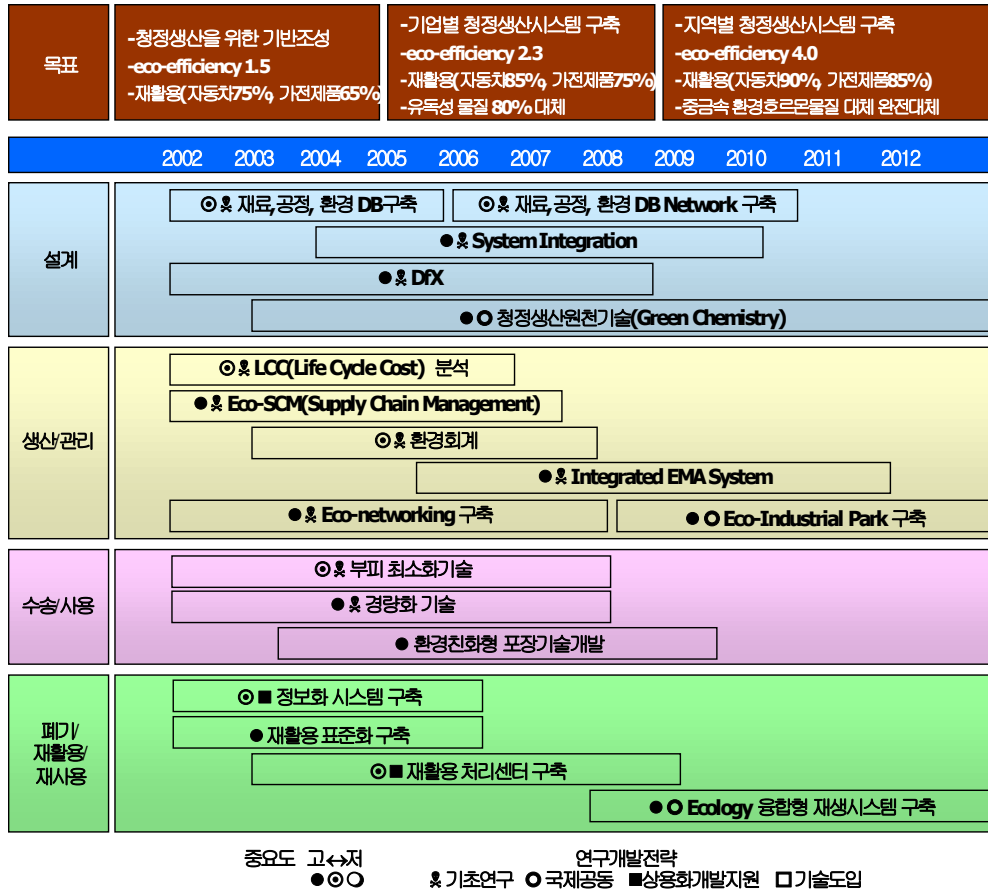 목표
-청정생산을 위한 기반조성
-eco-efficiency 1.5
-재활용(자동차75%, 가전제품65%)
-기업별 청정생산시스템 구축
-eco-efficiency 2.3
-재활용(자동차85%, 가전제품75%)
-유독성 물질 80% 대체
-지역별 청정생산시스템 구축
-eco-efficiency 4.0
-재활용(자동차90%, 가전제품85%)
-중금속 환경호르몬물질 대체 완전대체
2002 2003 2004 2005 2006 2007 2008 2009 2010 2011 2012
설계
◉☠ 재료,공정, 환경 DB구축
◉☠ 재료,공정, 환경 DB Network 구축
●☠ System Integration
●☠ DfX
●○ 청정생산원천기술(Green Chemistry)
생산/관리
◉☠ LCC(Life Cycle Cost) 분석
●☠ Eco-SCM(Supply Chain Management)
◉☠ 환경회계
●☠ Integrated EMA System
●☠ Eco-networking 구축
●○ Eco-Industrial Park 구축
수송/사용
◉☠ 부피 최소화기술
●☠ 경량화 기술
● 환경친화형 포장기술개발
폐기/
재활용/
재사용
◉■ 정보화 시스템 구축
● 재활용 표준화 구축
◉■ 재활용 처리센터 구축
●○ Ecology 융합형 재생시스템 구축
중요도 고↔저
●◉○
연구개발전략
☠ 기초연구 ○ 국제공동 ■상용화개발지원 □기술도입